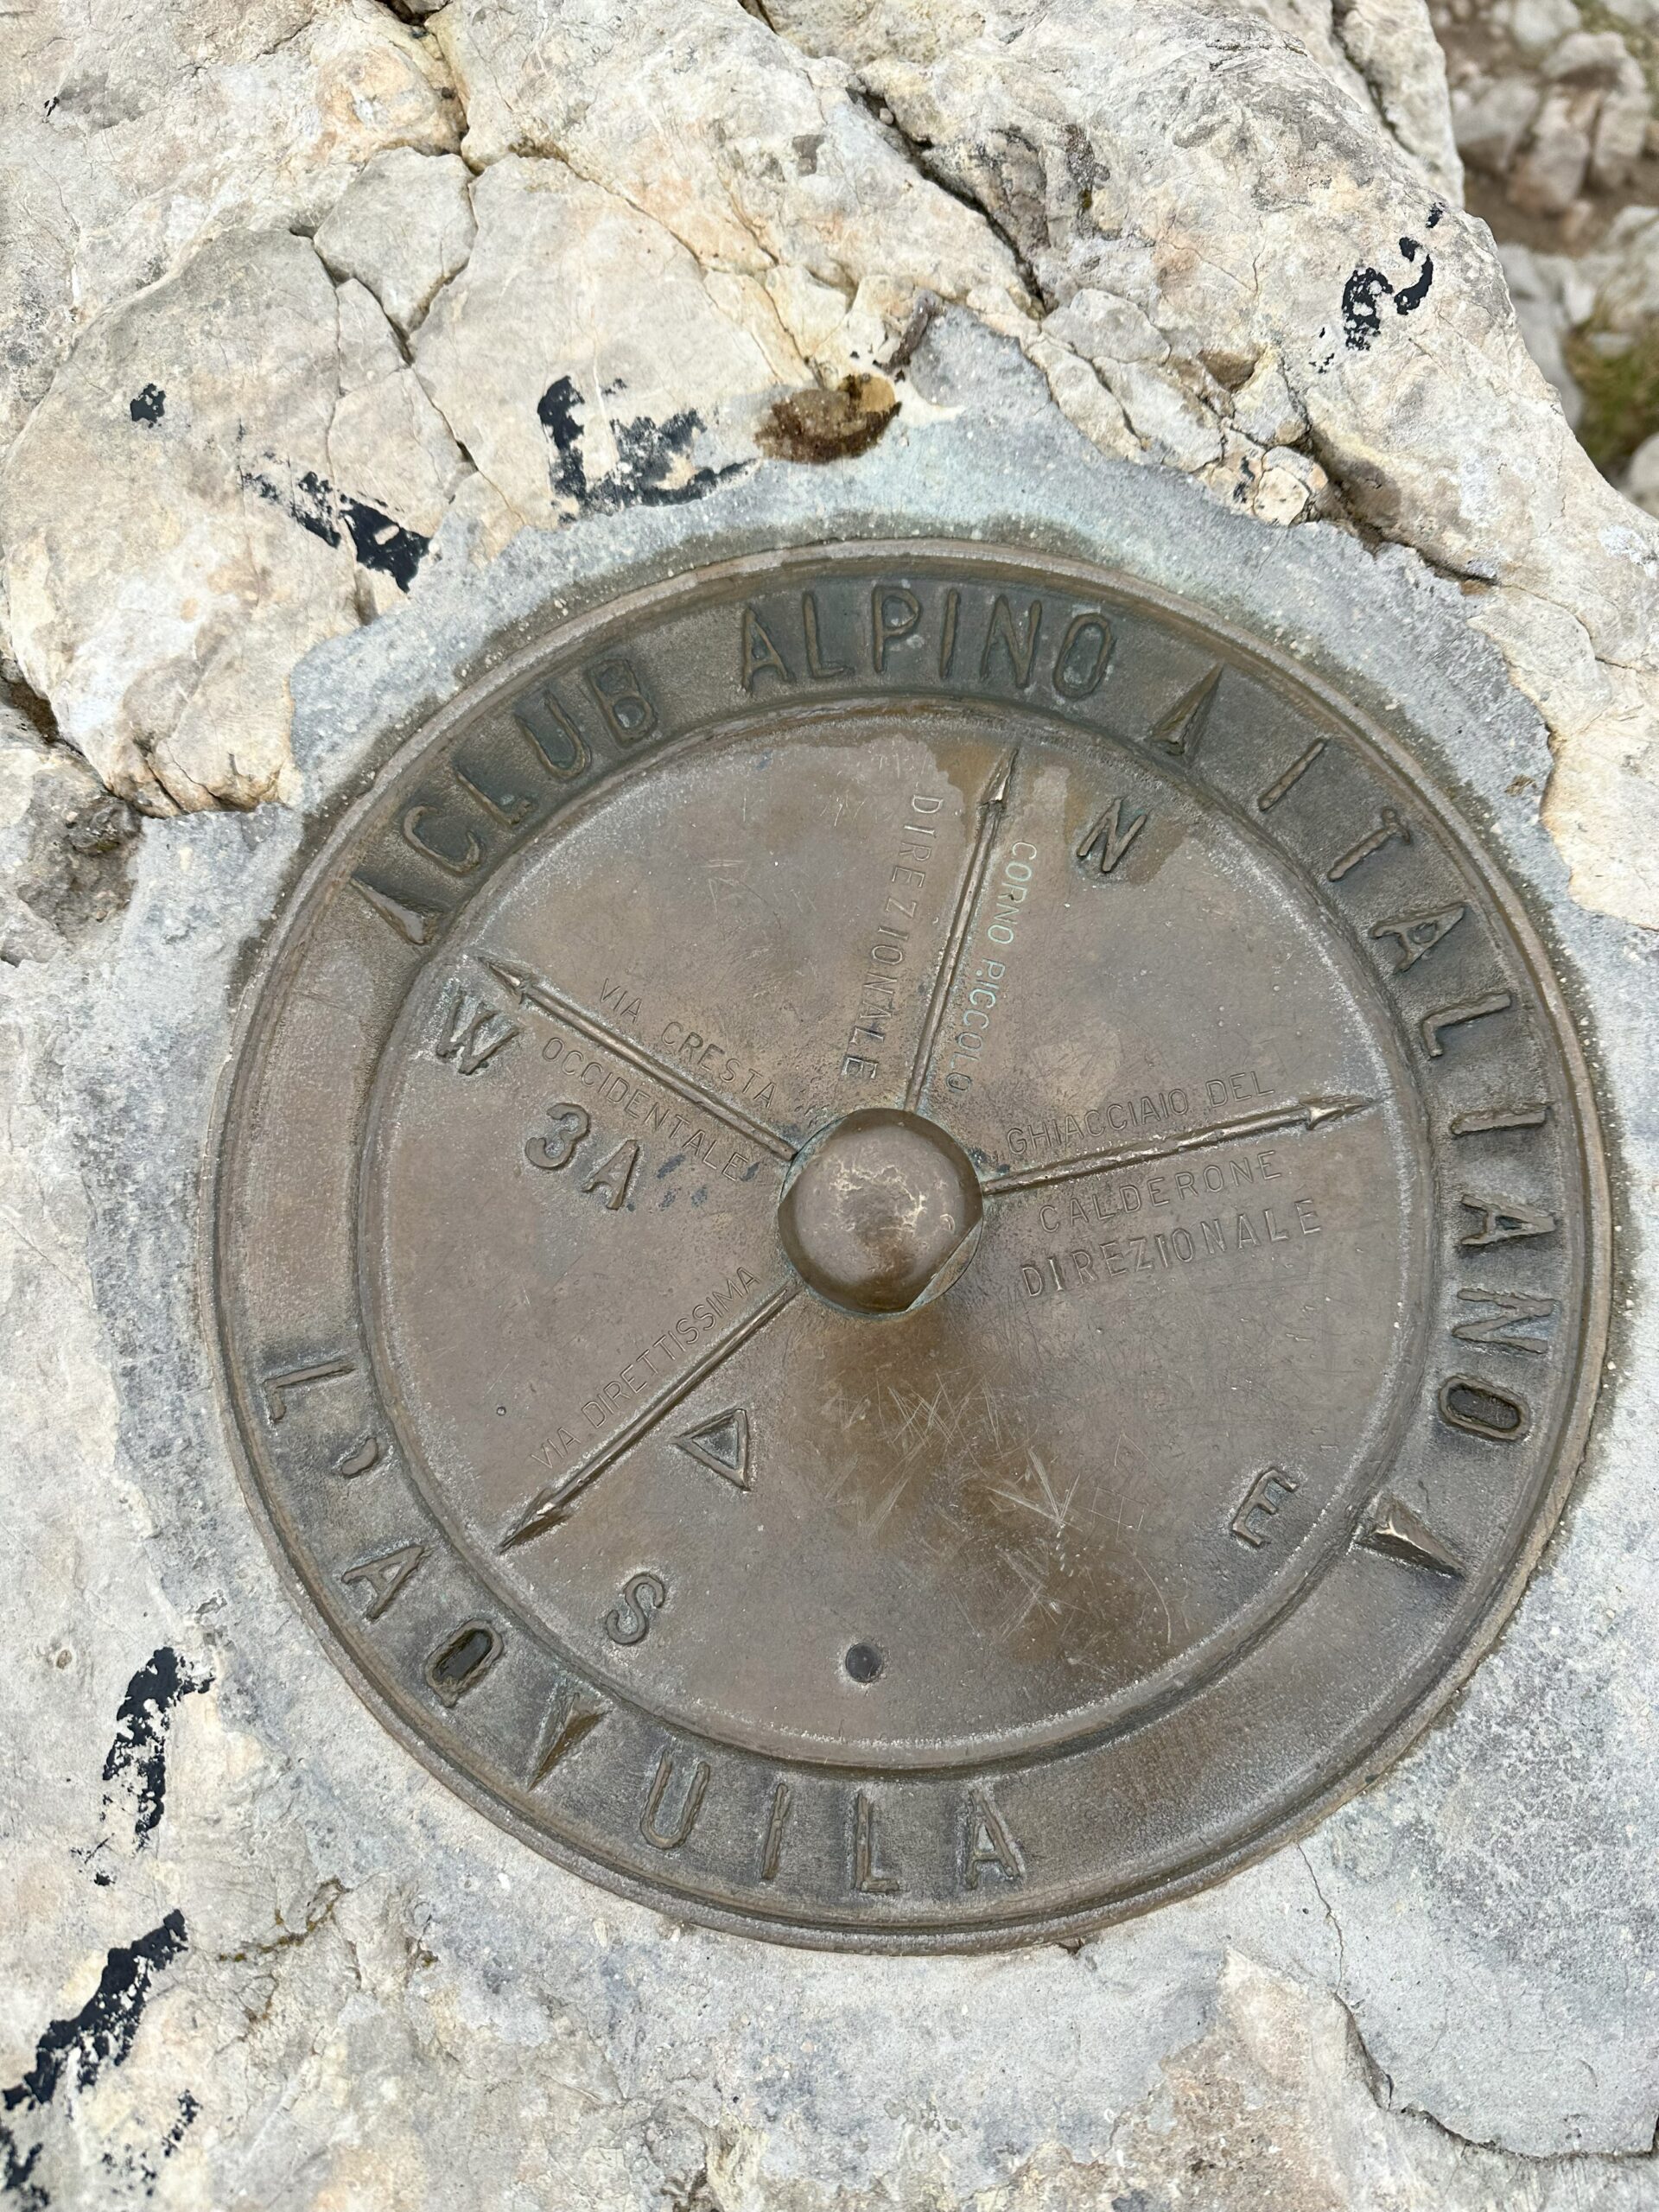 CLUB ALPINO ITALIANO
L'AQUILA
N
DIREZIONALE
CORNO PICCOLO
W
VIA CRESTA
OCCIDENTALE
3A
GHIACCIAIO DEL
CALDERONE
DIREZIONALE
VIA DIRETTISSIMA
S
E